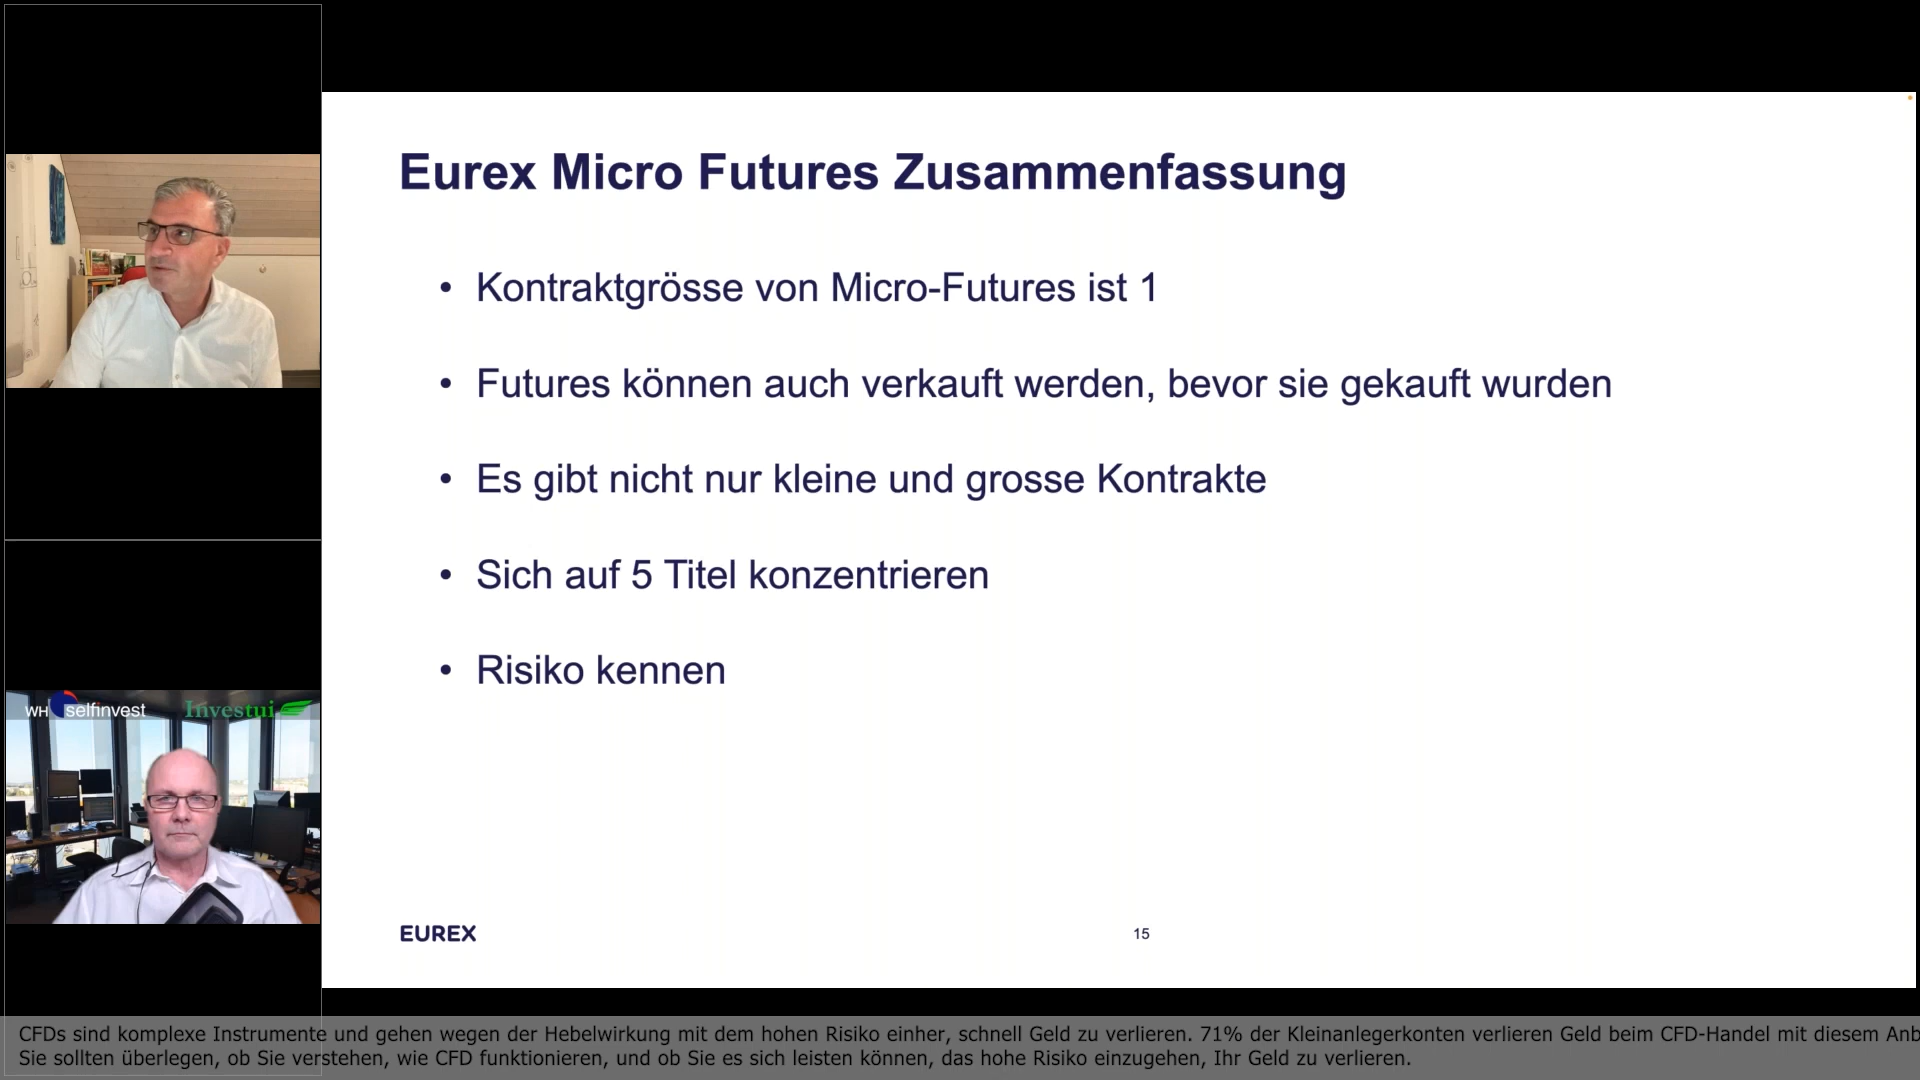 Eurex Micro Futures Zusammenfassung
• Kontraktgrösse von Micro-Futures ist 1
• Futures können auch verkauft werden, bevor sie gekauft wurden
• Es gibt nicht nur kleine und grosse Kontrakte
• Sich auf 5 Titel konzentrieren
• Risiko kennen
WH selfinvest Investui
EUREX 15
CFDs sind komplexe Instrumente und gehen wegen der Hebelwirkung mit dem hohen Risiko einher, schnell Geld zu verlieren. 71% der Kleinanlegerkonten verlieren Geld beim CFD-Handel mit diesem Anb
Sie sollten überlegen, ob Sie verstehen, wie CFD funktionieren, und ob Sie es sich leisten können, das hohe Risiko einzugehen, Ihr Geld zu verlieren.